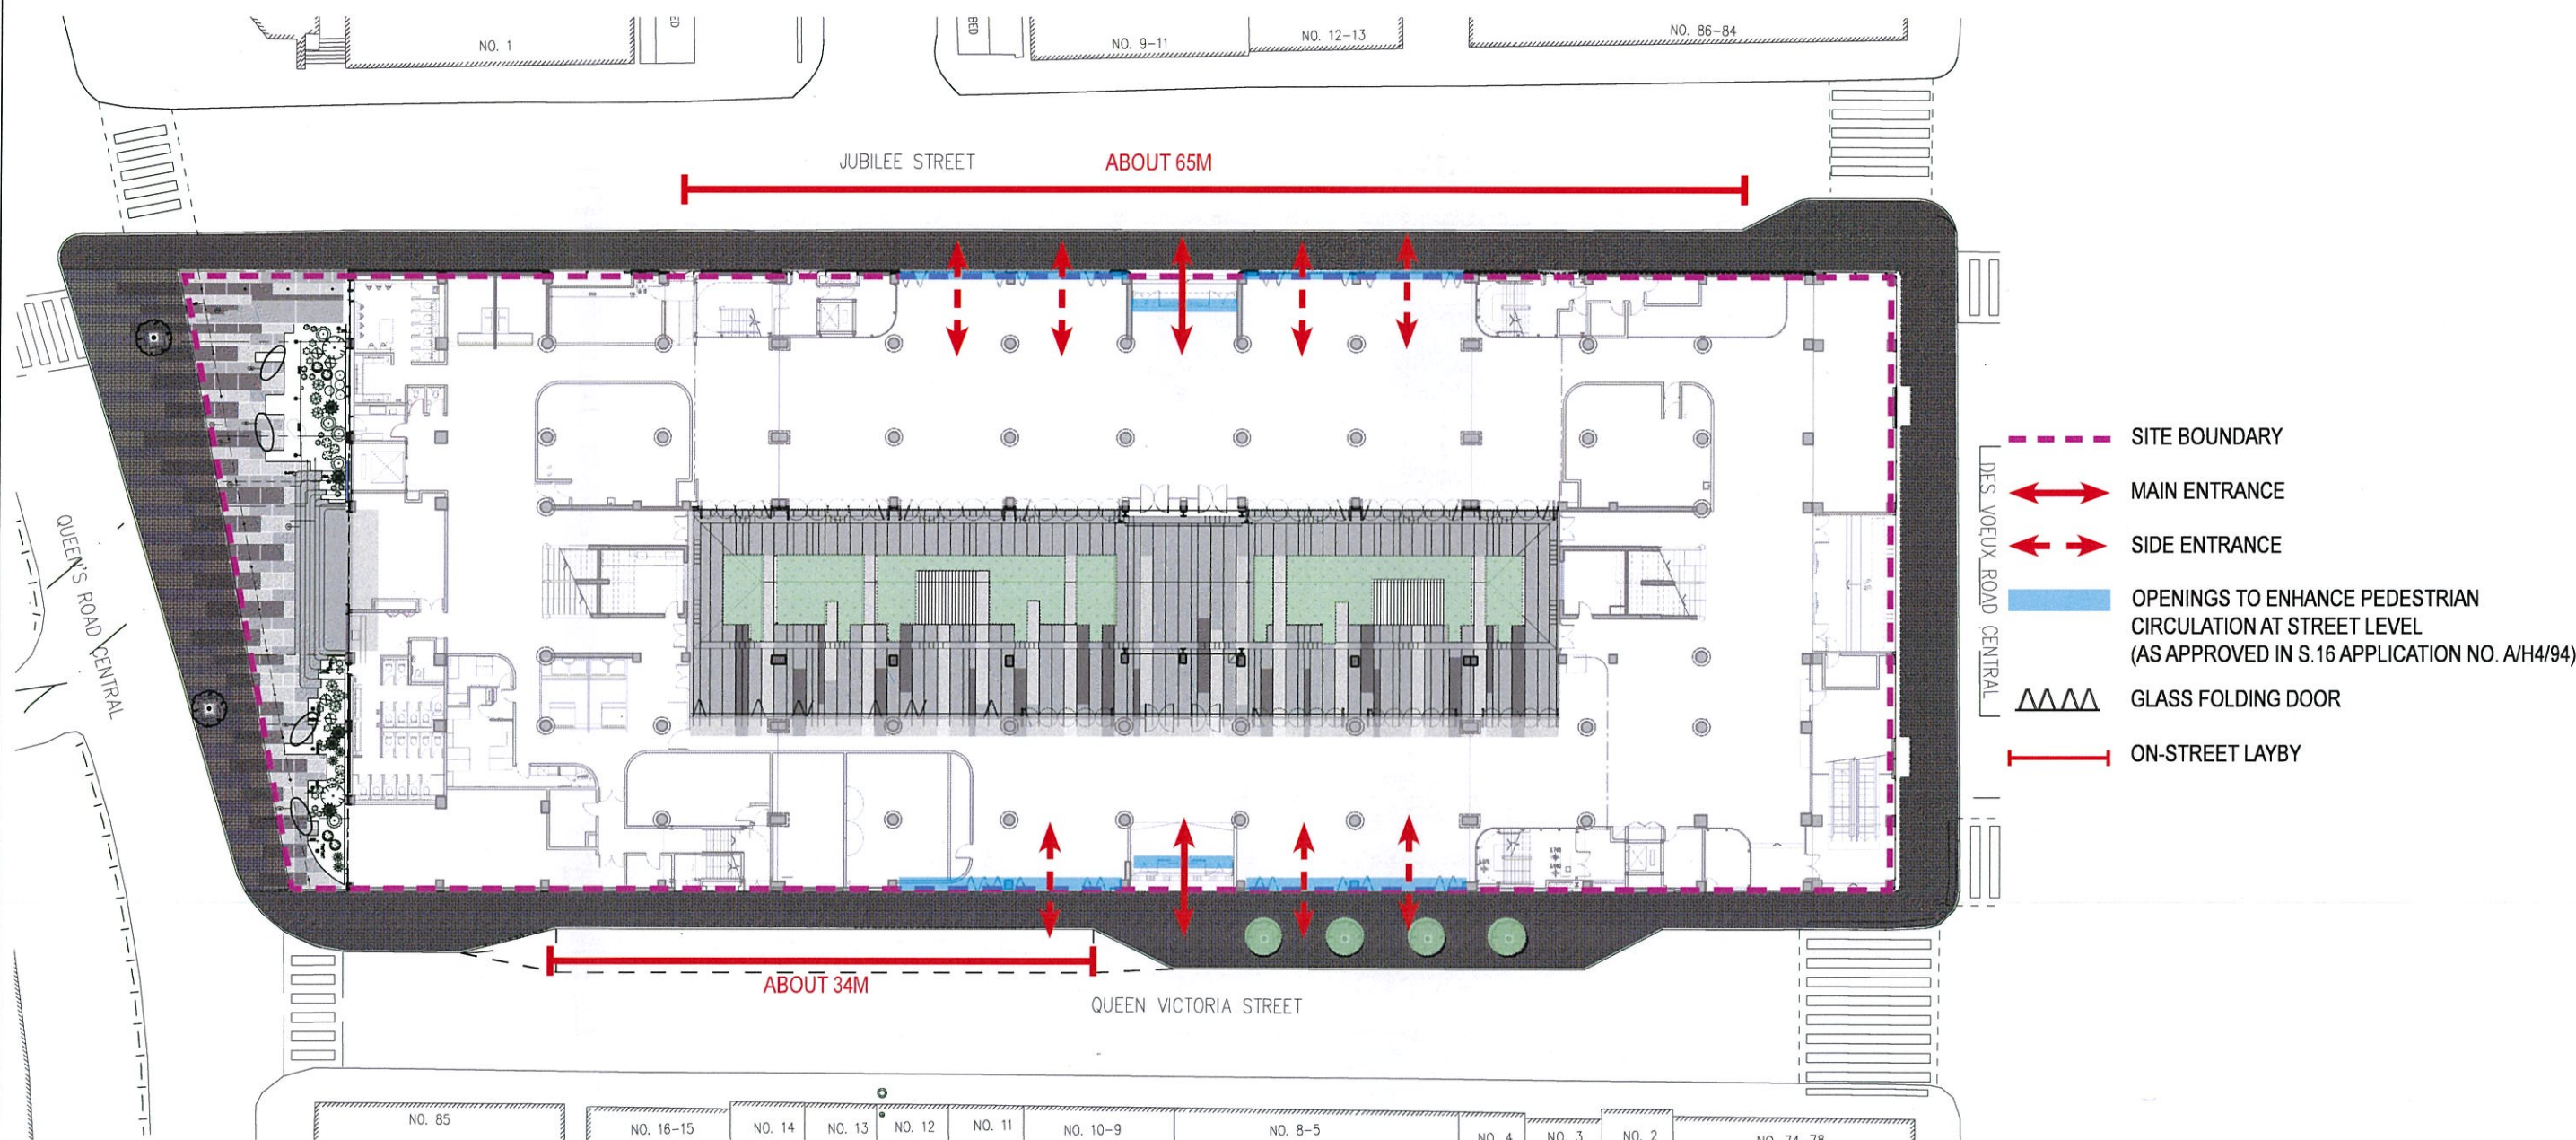 NO. 1
NO. 9-11
NO. 12-13
NO. 86-84
JUBILEE STREET
ABOUT 65M
QUEEN'S ROAD CENTRAL
DES VOEUX ROAD CENTRAL
SITE BOUNDARY
MAIN ENTRANCE
SIDE ENTRANCE
OPENINGS TO ENHANCE PEDESTRIAN
CIRCULATION AT STREET LEVEL
(AS APPROVED IN S.16 APPLICATION NO. A/H4/94)
GLASS FOLDING DOOR
ON-STREET LAYBY
ABOUT 34M
QUEEN VICTORIA STREET
NO. 85
NO. 16-15
NO. 14
NO. 13
NO. 12
NO. 11
NO. 10-9
NO. 8-5
NO. 4
NO. 3
NO. 2
NO. 74-78